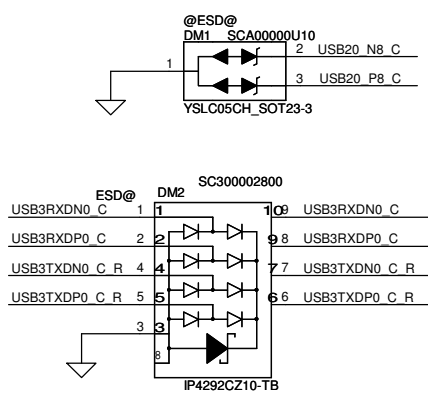 @ESD@
DM1 SCA00000U10
1 2 USB20_N8_C
3 USB20_P8_C
YSLC05CH_SOT23-3
SC300002800
ESD@ DM2
USB3RXDN0_C 1 1 10 9 USB3RXDN0_C
USB3RXDP0_C 2 2 9 8 USB3RXDP0_C
USB3TXDN0_C_R 4 4 7 7 USB3TXDN0_C_R
USB3TXDP0_C_R 5 5 6 6 USB3TXDP0_C_R
3 3
8
IP4292CZ10-TB